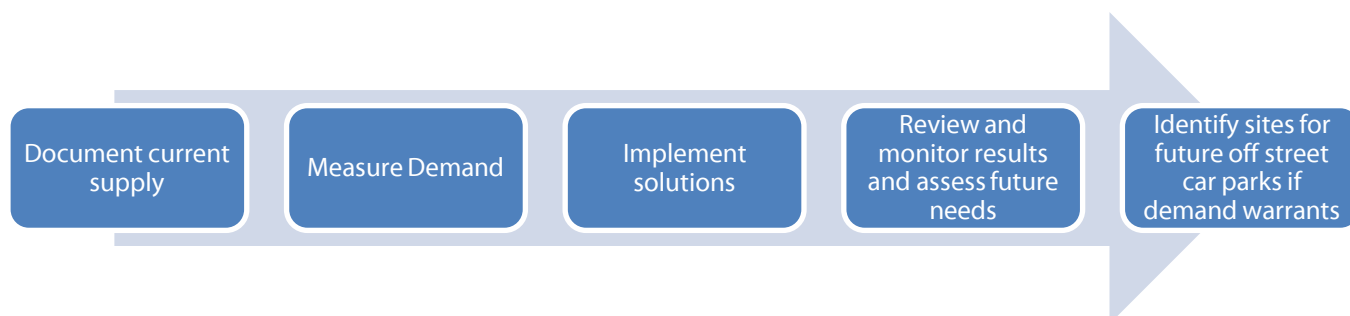 Document current
supply
Measure Demand
Implement
solutions
Review and
monitor results
and assess future
needs
Identify sites for
future off street
car parks if
demand warrants